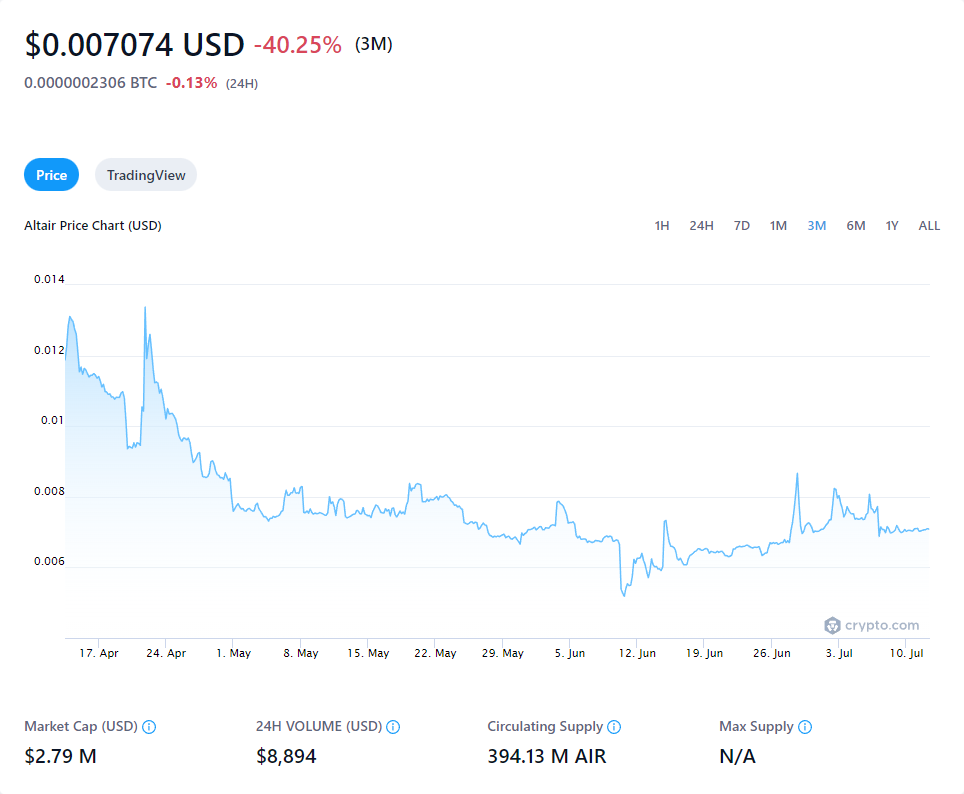 $0.007074 USD -40.25% (3M)
0.0000002306 BTC -0.13% (24H)
Price TradingView
Altair Price Chart (USD) 1H 24H 7D 1M 3M 6M 1Y ALL
0.014
0.012
0.01
0.008
0.006
crypto.com
17. Apr 24. Apr 1. May 8. May 15. May 22. May 29. May 5. Jun 12. Jun 19. Jun 26. Jun 3. Jul 10. Jul
Market Cap (USD) 24H VOLUME (USD) Circulating Supply Max Supply
$2.79 M $8,894 394.13 M AIR N/A